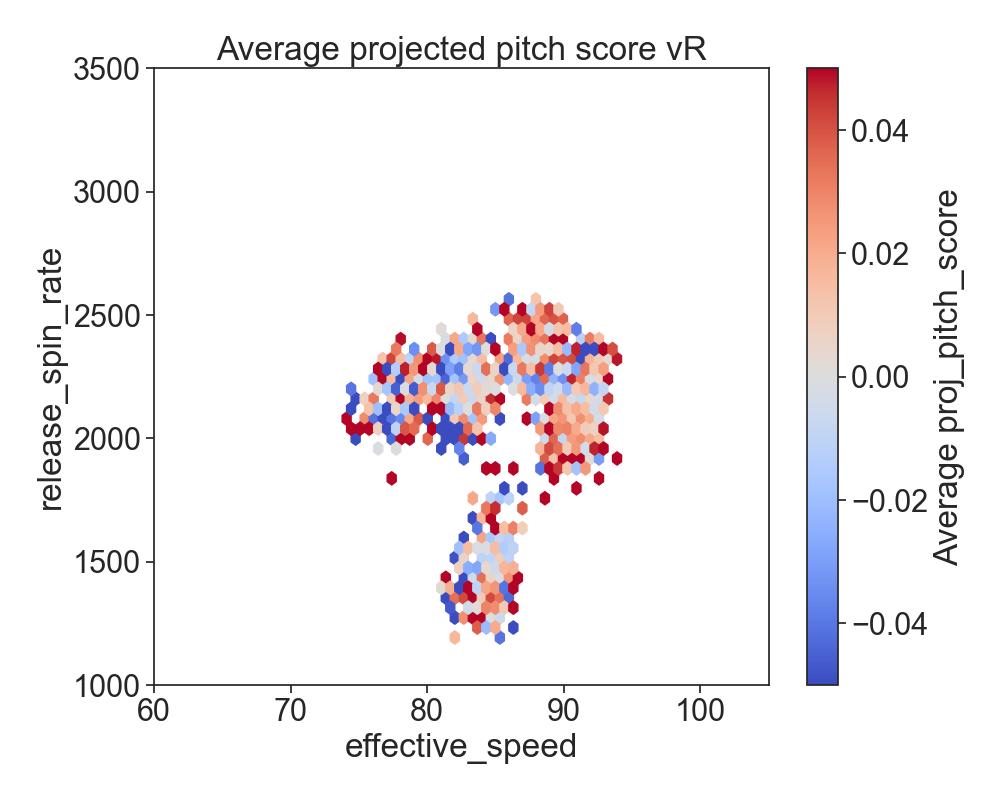 Average projected pitch score vR
3500
3000
2500
2000
1500
1000
release_spin_rate
60 70 80 90 100
effective_speed
0.04
0.02
0.00
−0.02
−0.04
Average proj_pitch_score